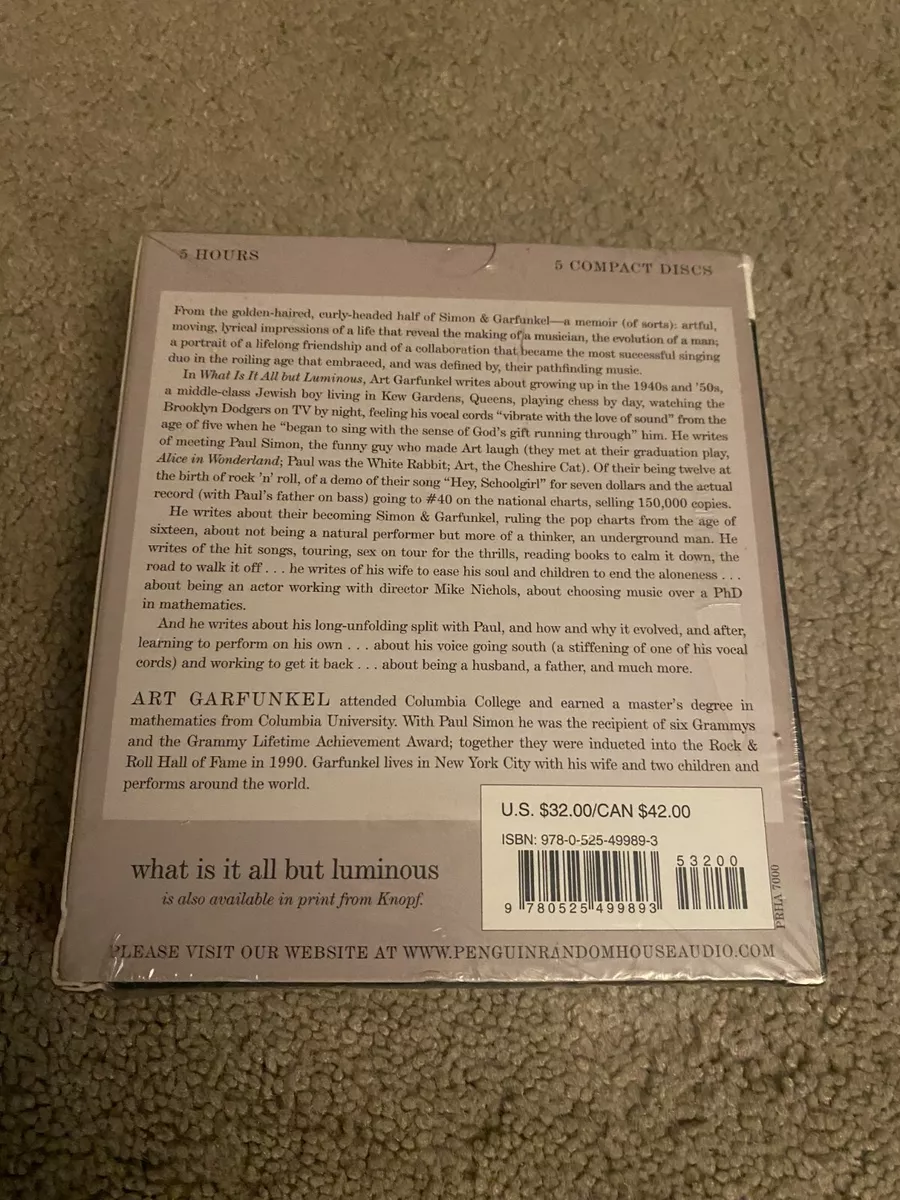 5 HOURS
5 COMPACT DISCS
From the golden-haired, curly-headed half of Simon & Garfunkel—a memoir (of sorts): artful,
moving, lyrical impressions of a life that reveal the making of a musician, the evolution of a man;
a portrait of a lifelong friendship and of a collaboration that became the most successful singing
duo in the roiling age that embraced, and was defined by, their pathfinding music.
In What Is It All but Luminous, Art Garfunkel writes about growing up in the 1940s and '50s,
a middle-class Jewish boy living in Kew Gardens, Queens, playing chess by day, watching the
Brooklyn Dodgers on TV by night, feeling his vocal cords “vibrate with the love of sound” from the
age of five when he “began to sing with the sense of God's gift running through” him. He writes
of meeting Paul Simon, the funny guy who made Art laugh (they met at their graduation play,
Alice in Wonderland; Paul was the White Rabbit; Art, the Cheshire Cat). Of their being twelve at
the birth of rock 'n' roll, of a demo of their song “Hey, Schoolgirl” for seven dollars and the actual
record (with Paul's father on bass) going to #40 on the national charts, selling 150,000 copies.
He writes about their becoming Simon & Garfunkel, ruling the pop charts from the age of
sixteen, about not being a natural performer but more of a thinker, an underground man. He
writes of the hit songs, touring, sex on tour for the thrills, reading books to calm it down, the
road to walk it off . . . he writes of his wife to ease his soul and children to end the aloneness . . .
about being an actor working with director Mike Nichols, about choosing music over a PhD
in mathematics.
And he writes about his long-unfolding split with Paul, and how and why it evolved, and after,
learning to perform on his own . . . about his voice going south (a stiffening of one of his vocal
cords) and working to get it back . . . about being a husband, a father, and much more.
ART GARFUNKEL attended Columbia College and earned a master's degree in
mathematics from Columbia University. With Paul Simon he was the recipient of six Grammys
and the Grammy Lifetime Achievement Award; together they were inducted into the Rock &
Roll Hall of Fame in 1990. Garfunkel lives in New York City with his wife and two children and
performs around the world.
U.S. $32.00/CAN $42.00
ISBN: 978-0-525-49989-3
53200
9 780525 499893
PRHA 7000
what is it all but luminous
is also available in print from Knopf.
PLEASE VISIT OUR WEBSITE AT WWW.PENGUINRANDOMHOUSEAUDIO.COM